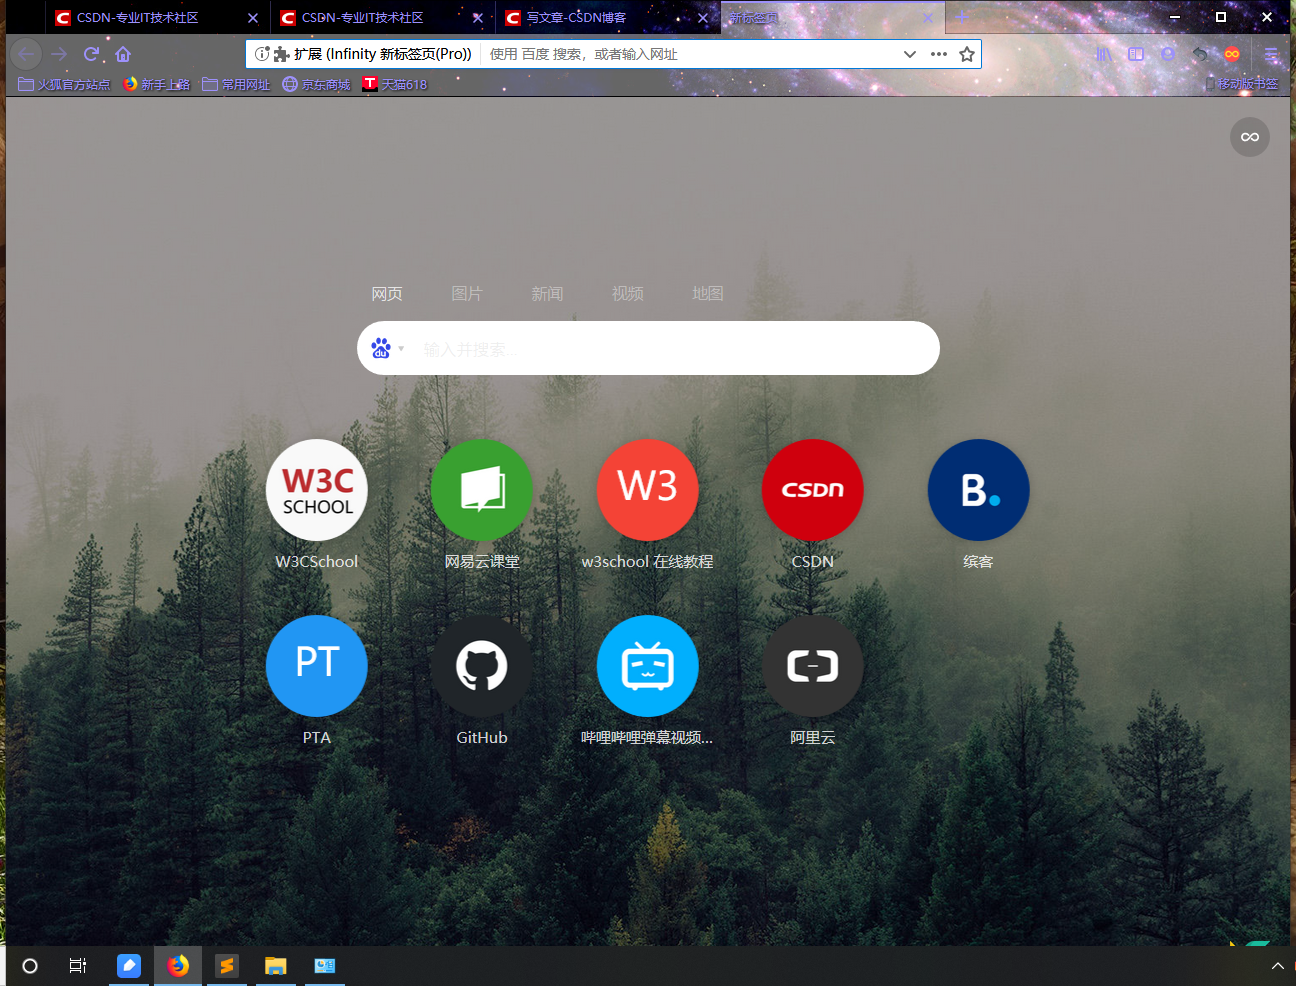 CSDN-专业IT技术社区
CSDN-专业IT技术社区
写文章-CSDN博客
新标签页
扩展 (Infinity 新标签页(Pro))
使用 百度 搜索，或者输入网址
火狐官方站点
新手上路
常用网址
京东商城
天猫618
移动版书签
网页
图片
新闻
视频
地图
du
输入并搜索...
W3C
SCHOOL
W3
CSDN
B.
W3CSchool
网易云课堂
w3school 在线教程
CSDN
缤客
PT
PTA
GitHub
哔哩哔哩弹幕视频...
阿里云